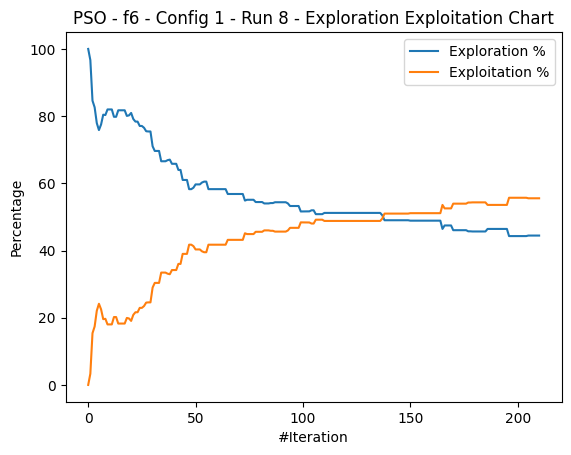 PSO - f6 - Config 1 - Run 8 - Exploration Exploitation Chart
Exploration %
Exploitation %
Percentage
100
80
60
40
20
0
0
50
100
150
200
#Iteration